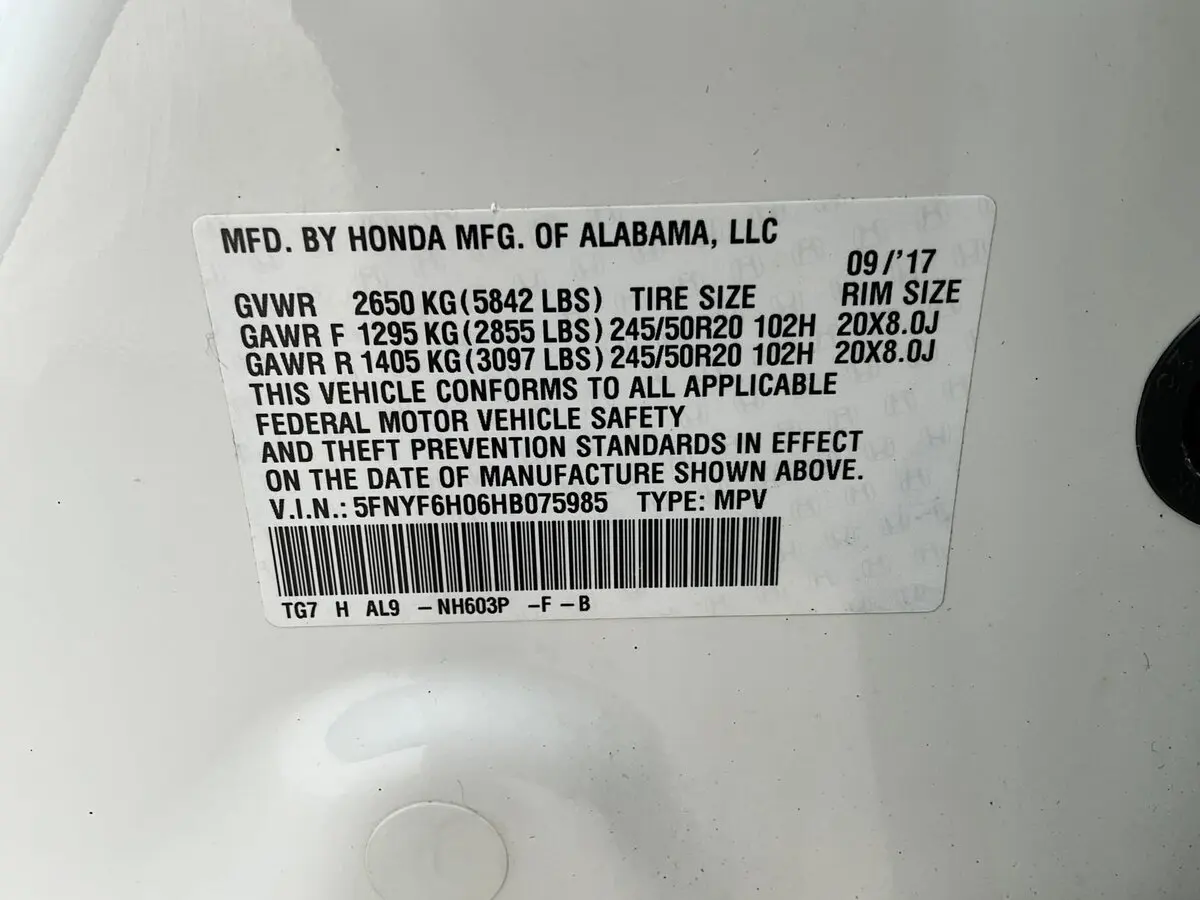 MFD. BY HONDA MFG. OF ALABAMA, LLC
09/'17
GVWR 2650 KG(5842 LBS) TIRE SIZE RIM SIZE
GAWR F 1295 KG(2855 LBS) 245/50R20 102H 20X8.0J
GAWR R 1405 KG(3097 LBS) 245/50R20 102H 20X8.0J
THIS VEHICLE CONFORMS TO ALL APPLICABLE
FEDERAL MOTOR VEHICLE SAFETY
AND THEFT PREVENTION STANDARDS IN EFFECT
ON THE DATE OF MANUFACTURE SHOWN ABOVE.
V.I.N.: 5FNYF6H06HB075985 TYPE: MPV
TG7 H AL9 -NH603P -F -B